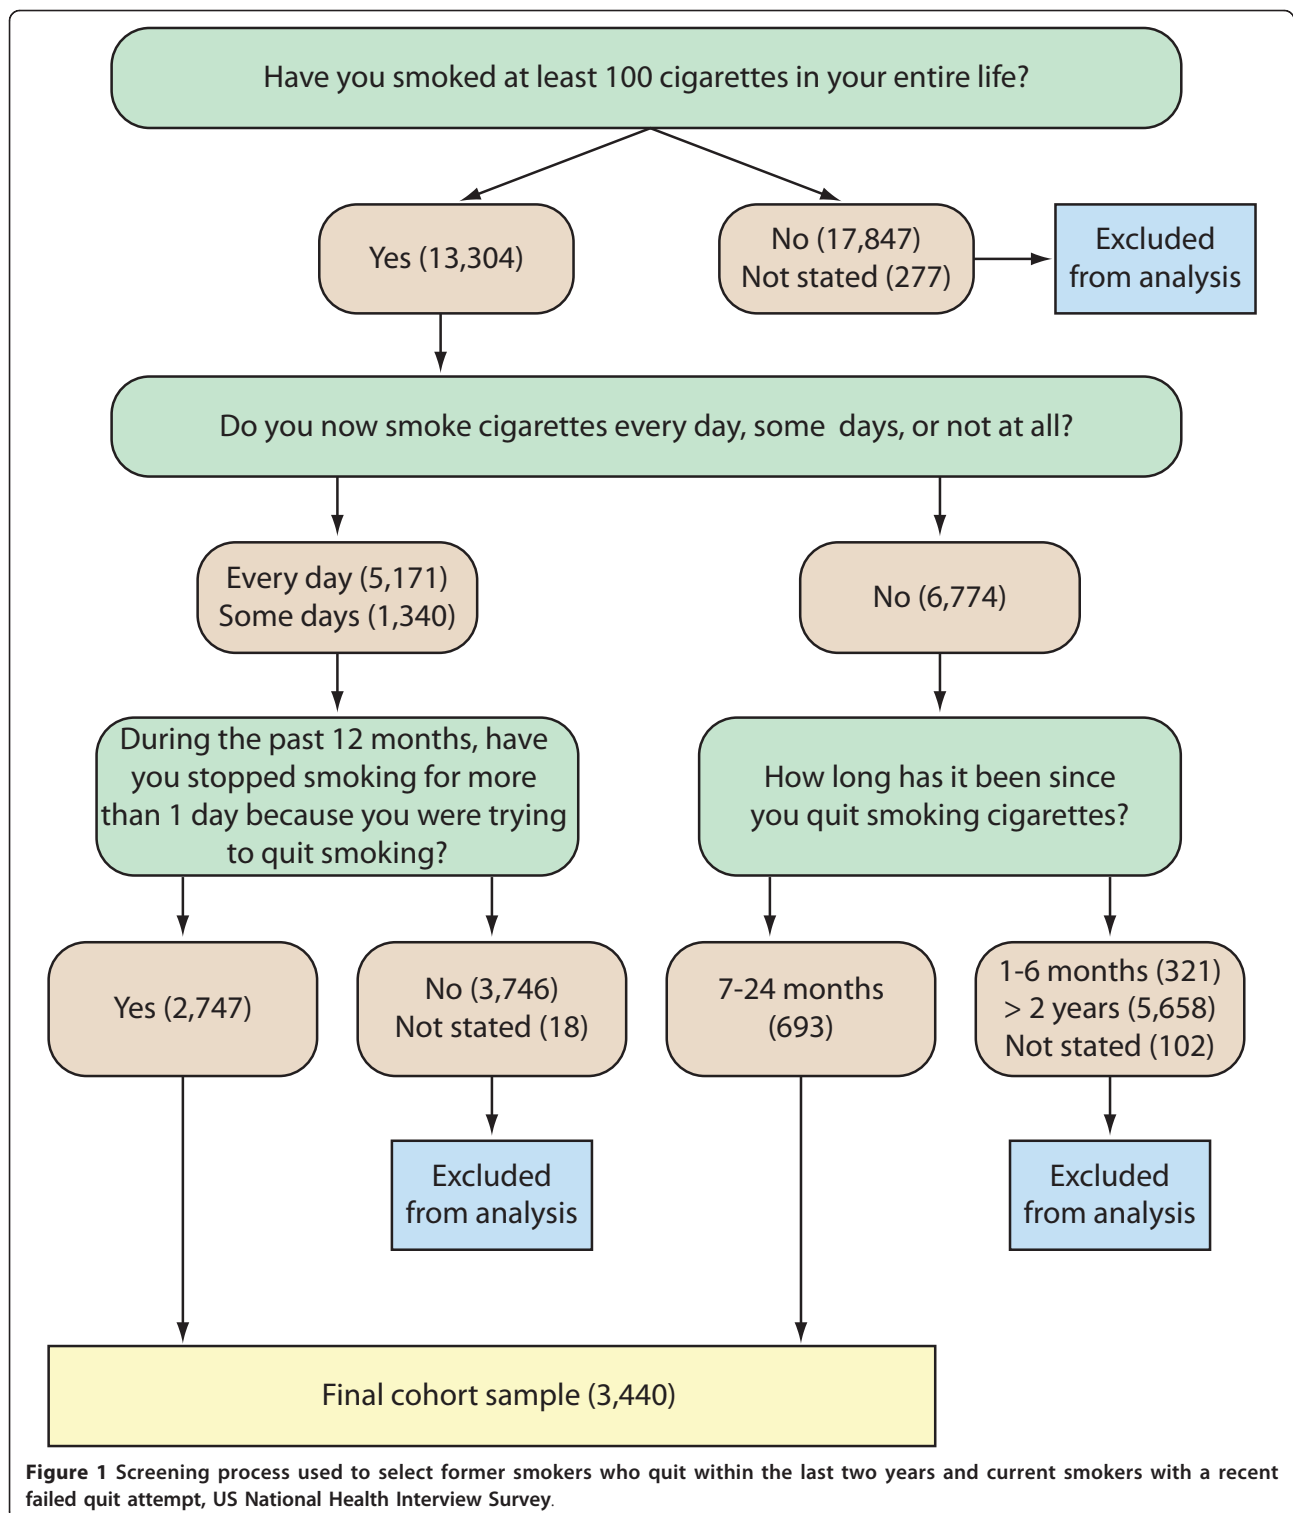 Have you smoked at least 100 cigarettes in your entire life?
Yes (13,304)
No (17,847)
Not stated (277)
Excluded
from analysis
Do you now smoke cigarettes every day, some  days, or not at all?
Every day (5,171)
Some days (1,340)
No (6,774)
During the past 12 months, have
you stopped smoking for more
than 1 day because you were trying
to quit smoking?
How long has it been since
you quit smoking cigarettes?
Yes (2,747)
No (3,746)
Not stated (18)
7-24 months
(693)
1-6 months (321)
> 2 years (5,658)
Not stated (102)
Excluded
from analysis
Excluded
from analysis
Final cohort sample (3,440)
Figure 1 Screening process used to select former smokers who quit within the last two years and current smokers with a recent
failed quit attempt, US National Health Interview Survey.